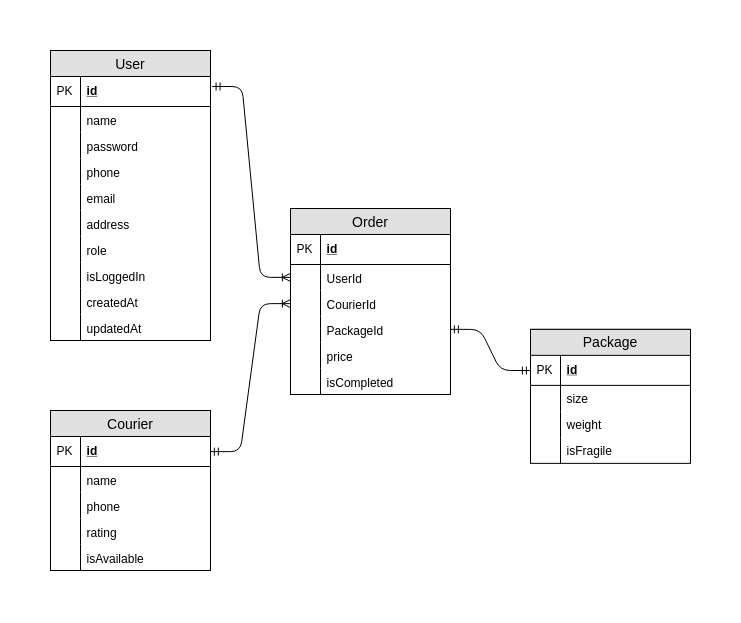 User
PK id
name
password
phone
email
address
role
isLoggedIn
createdAt
updatedAt
Order
PK id
UserId
CourierId
PackageId
price
isCompleted
Package
PK id
size
weight
isFragile
Courier
PK id
name
phone
rating
isAvailable